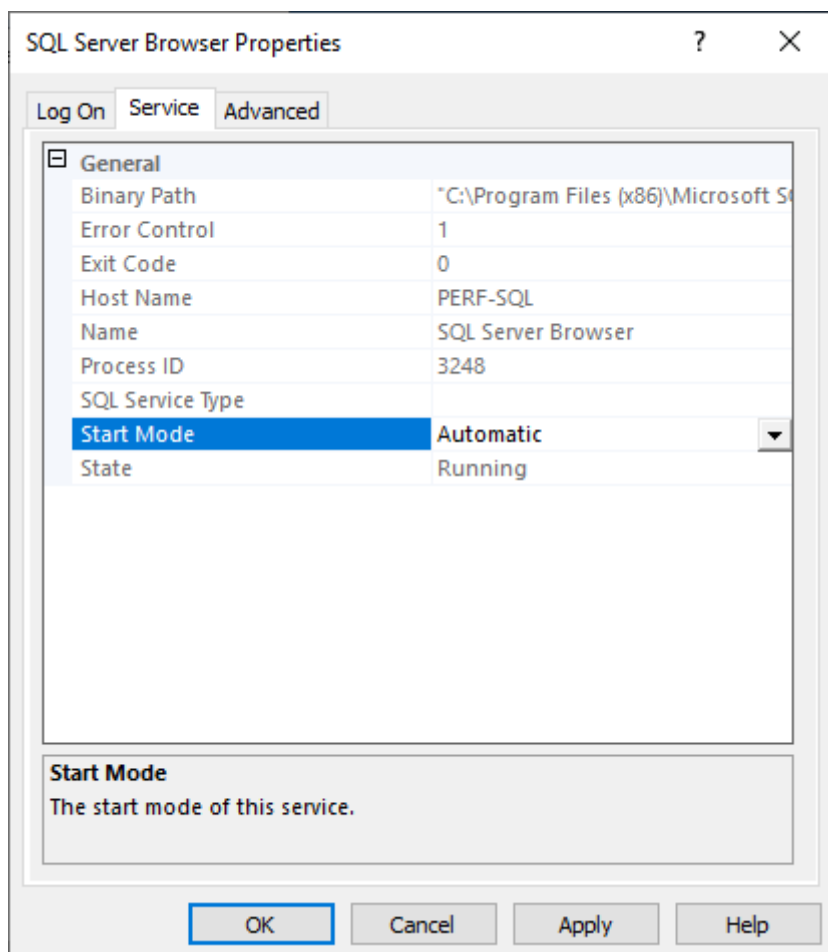 SQL Server Browser Properties ? ×
Log On Service Advanced
General
Binary Path "C:\Program Files (x86)\Microsoft
Error Control 1
Exit Code 0
Host Name PERF-SQL
Name SQL Server Browser
Process ID 3248
SQL Service Type
Start Mode Automatic
State Running
Start Mode
The start mode of this service.
OK Cancel Apply Help